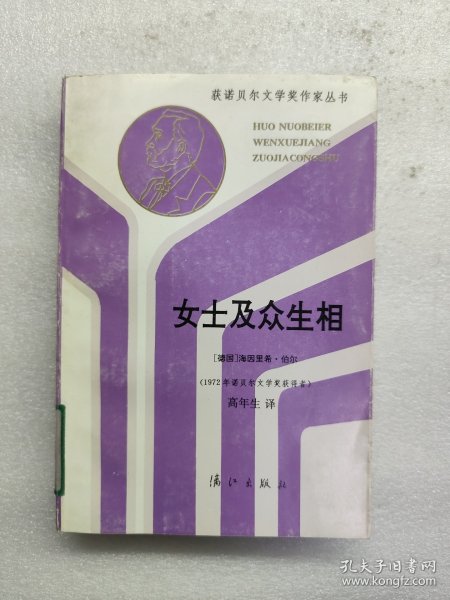 获诺贝尔文学奖作家丛书
HUO NUOBEIER
WENXUEJIANG
ZUOJIACONGSHU
女士及众生相
[德国]海因里希·伯尔
(1972年诺贝尔文学奖获得者)
高年生 译
漓江出版社
孔夫子旧书网
www.kongfz.com